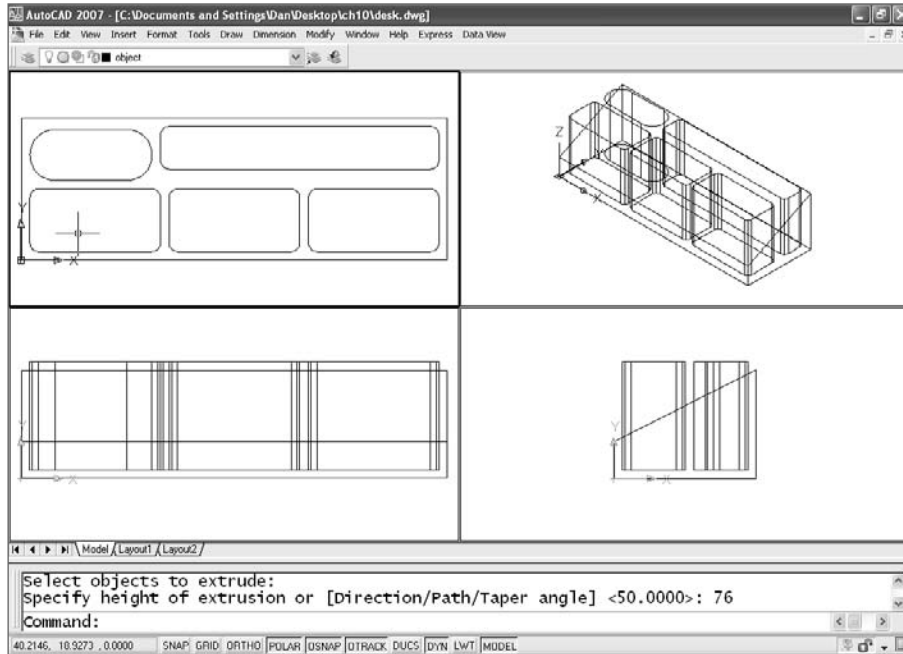 AutoCAD 2007 - [C:\Documents and Settings\Dan\Desktop\ch10\desk.dwg]
File Edit View Insert Format Tools Draw Dimension Modify Window Help Express Data View
object
Z
X
Y
X
Y
X
Y
X
Model Layout1 Layout2
Select objects to extrude:
Specify height of extrusion or [Direction/Path/Taper angle] <50.0000>: 76
Command:
40.2146, 10.9273 , 0.0000 SNAP GRID ORTHO POLAR OSNAP OTRACK DUCS DYN LWT MODEL